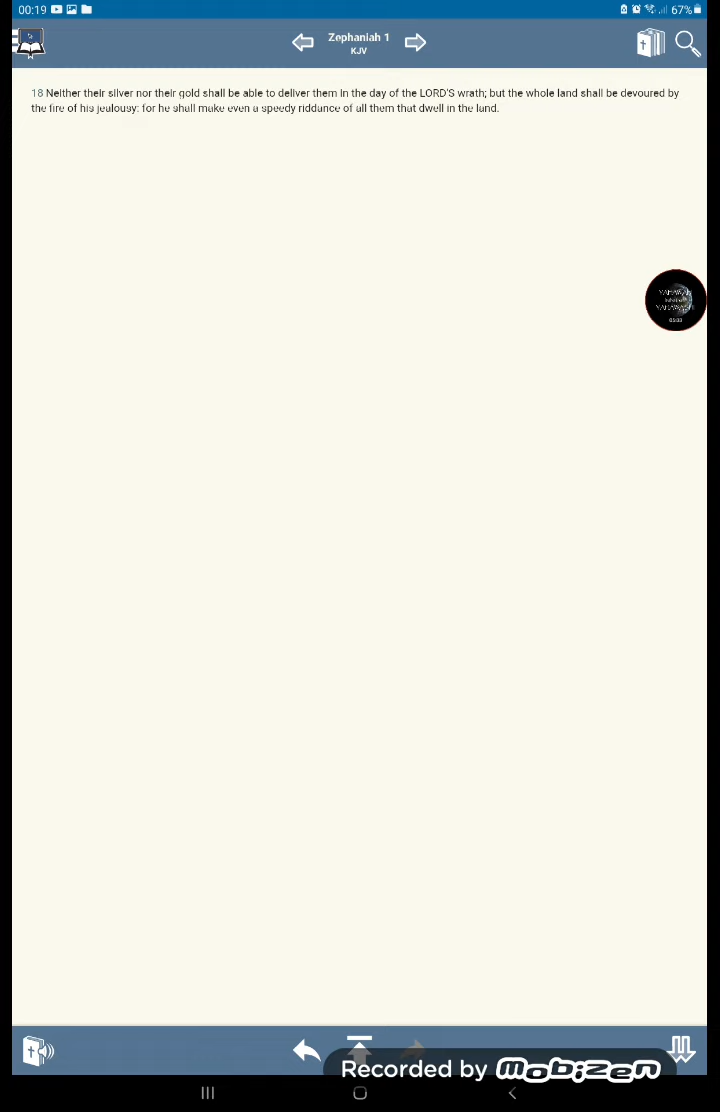 00:19
67%
Zephaniah 1
KJV
18 Neither their silver nor their gold shall be able to deliver them in the day of the LORD'S wrath; but the whole land shall be devoured by
the fire of his jealousy: for he shall make even a speedy riddance of all them that dwell in the land.
YAHAWAH
YAHAWASHI
Recorded by mobizen